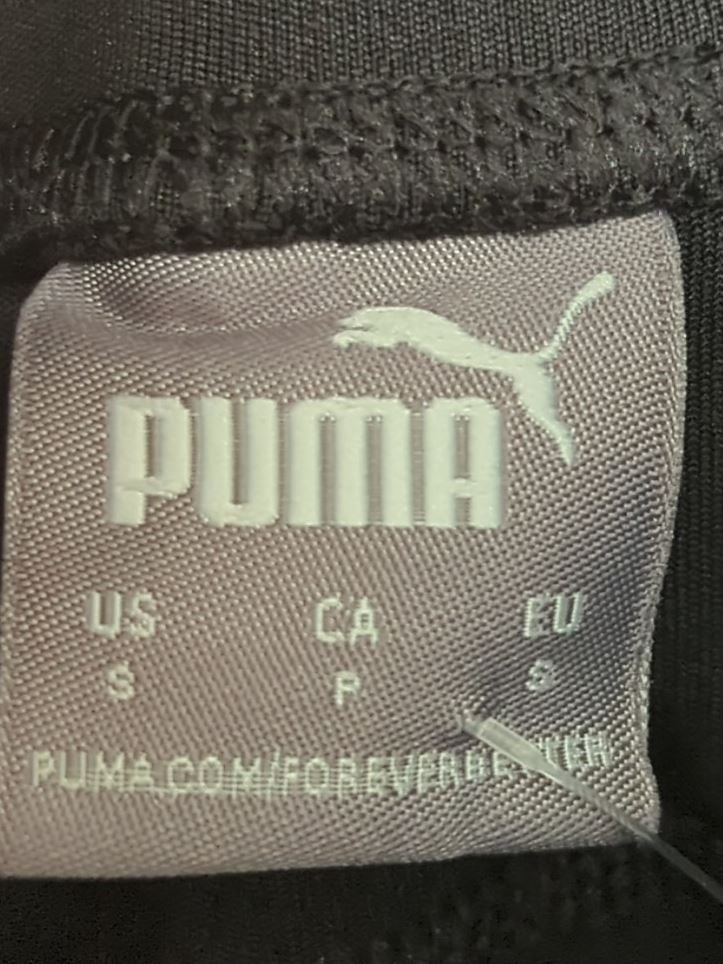 PUMA
US CA EU
S P S
PUMA.COM/FOREVERBETTER